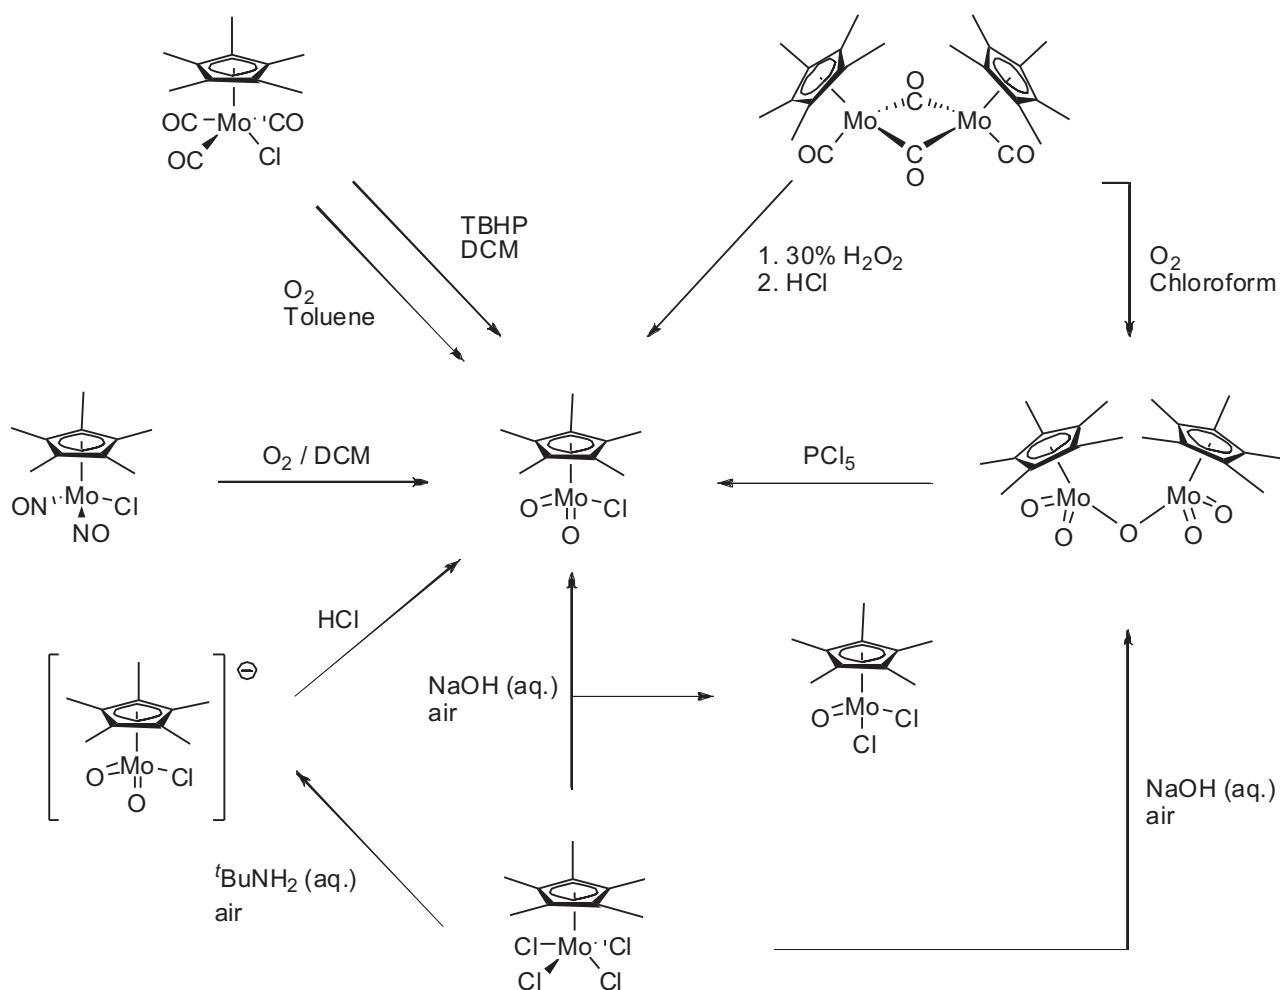 OC Mo CO
OC Cl
O
C
Mo Mo
OC C CO
O
TBHP
DCM
O2
Toluene
1. 30% H2O2
2. HCl
O2
Chloroform
ON Mo Cl
NO
O2 / DCM
O Mo Cl
O
PCl5
O Mo O Mo O
O O
HCl
NaOH (aq.)
air
O Mo Cl
Cl
O Mo Cl
O
⊖
NaOH (aq.)
air
tBuNH2 (aq.)
air
Cl Mo Cl
Cl Cl